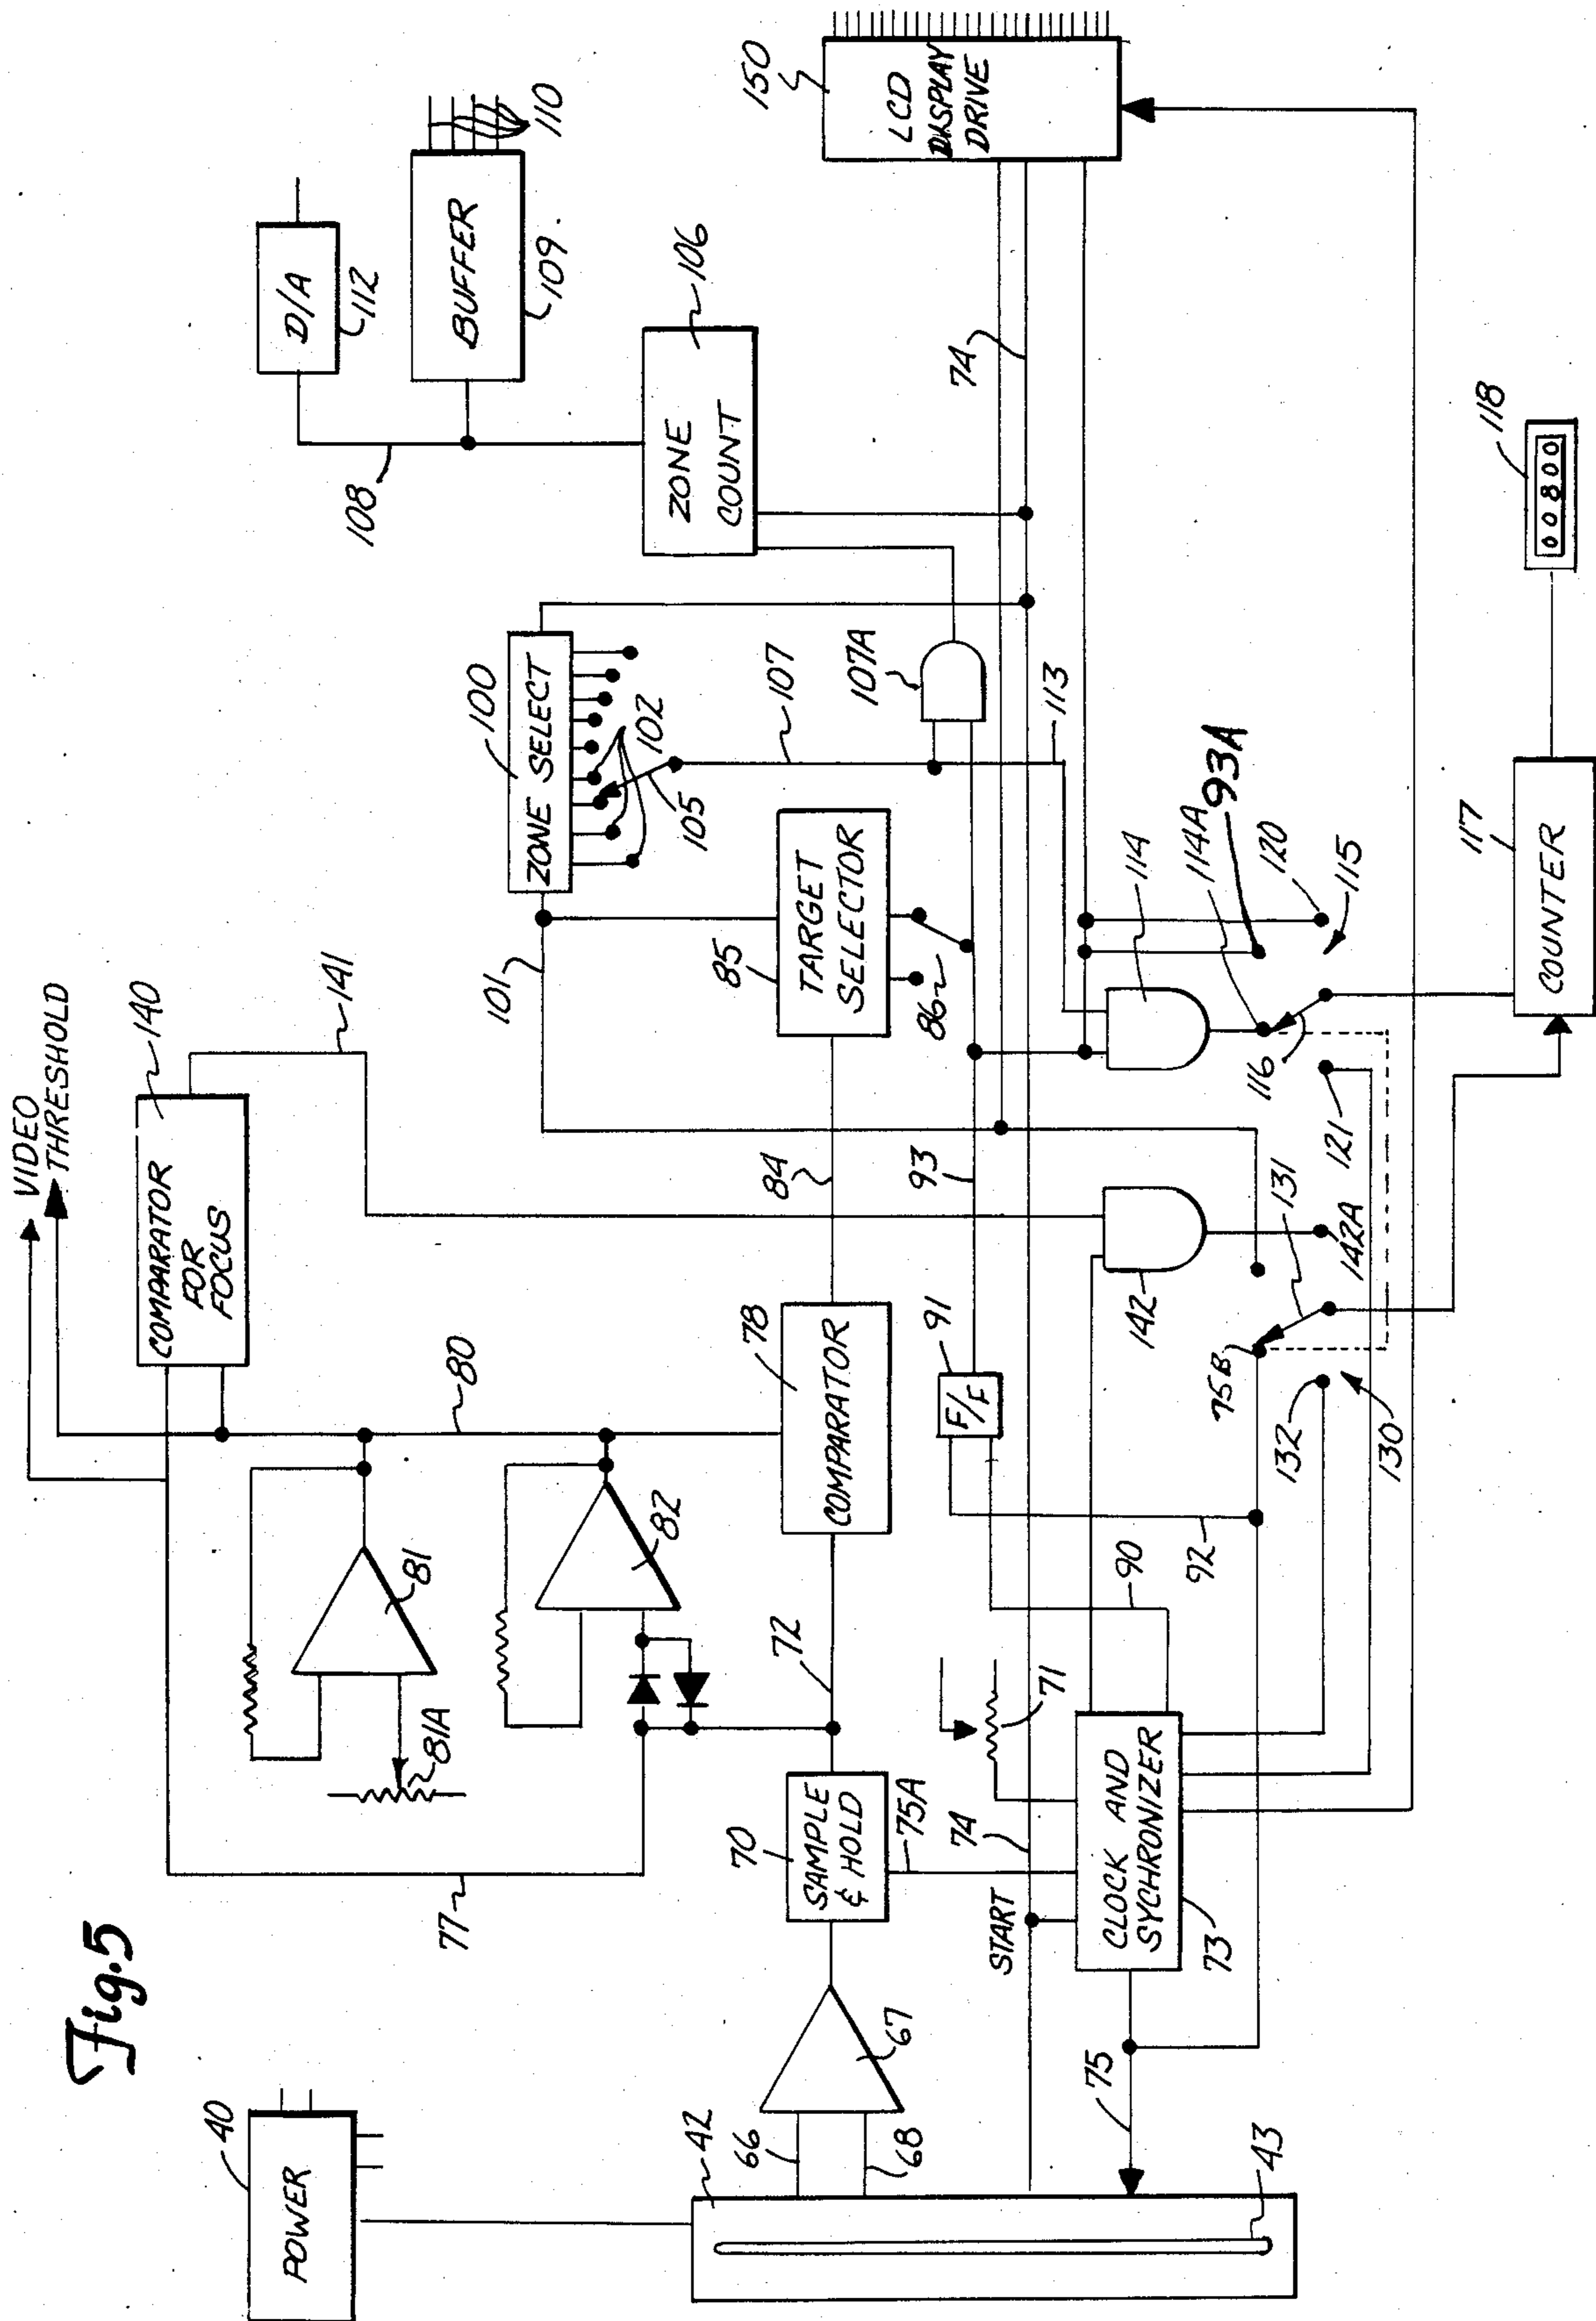 Fig.5
VIDEO
THRESHOLD
COMPARATOR
FOR
FOCUS
140
141
D/A
112
BUFFER
109.
110
108
ZONE
COUNT
106
150
LCD
DISPLAY
DRIVE
POWER
40
77
81
81A
80
82
101
ZONE SELECT
100
102
105
107
107A
74
85
TARGET
SELECTOR
86
113
42
66
68
67
70
SAMPLE
& HOLD
72
COMPARATOR
78
84
75A
74
START
71
F/F
91
93
90
92
43
75
CLOCK AND
SYCHRONIZER
73
142
142A
75B
131
132
130
114
114A
93A
120
115
116
121
117
COUNTER
118
00800